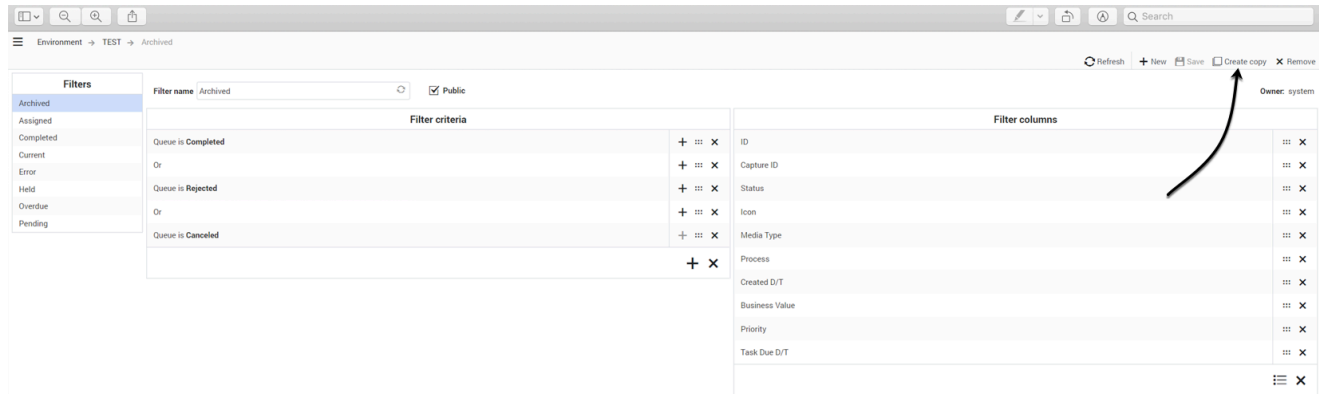 Search
Environment → TEST → Archived
Refresh New Save Create copy Remove
Filters
Archived
Assigned
Completed
Current
Error
Held
Overdue
Pending
Filter name Archived Public Owner: system
Filter criteria
Queue is Completed
Or
Queue is Rejected
Or
Queue is Canceled
Filter columns
ID
Capture ID
Status
Icon
Media Type
Process
Created D/T
Business Value
Priority
Task Due D/T